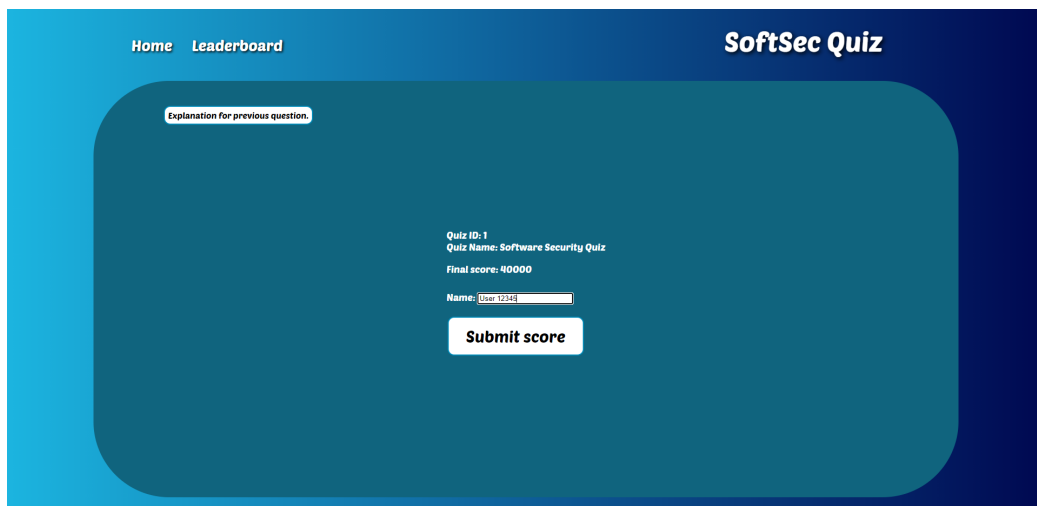 Home Leaderboard SoftSec Quiz
Explanation for previous question.
Quiz ID: 1
Quiz Name: Software Security Quiz
Final score: 40000
Name: User 12345
Submit score